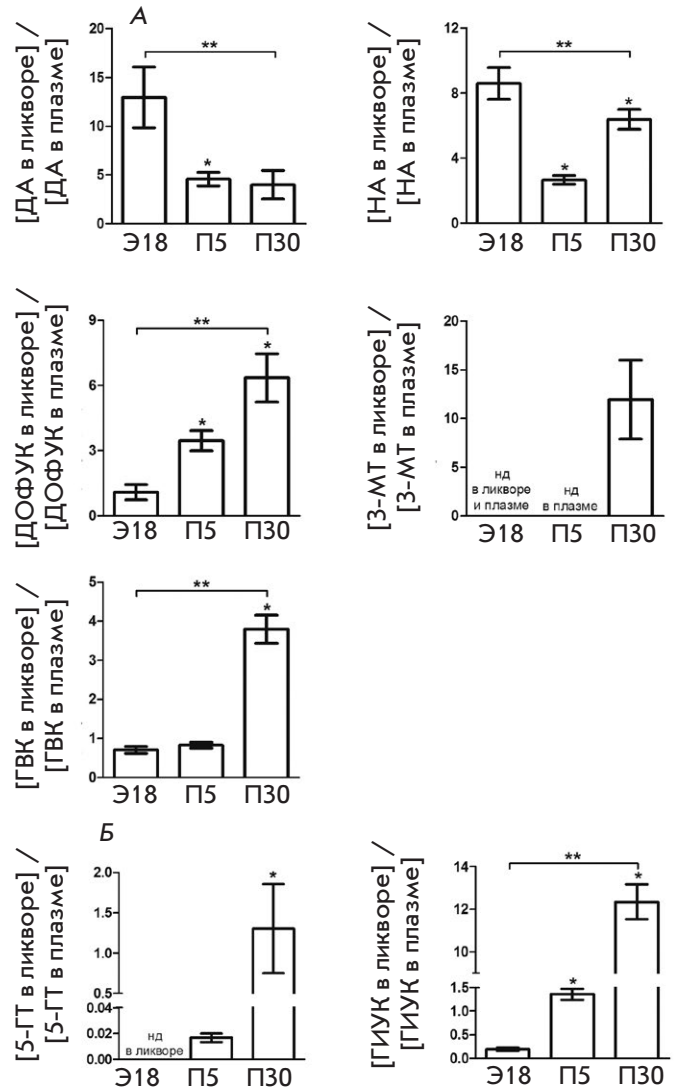 А
[ДА в ликворе] /
[ДА в плазме]
20
15
10
5
0
**
*
Э18 П5 П30
[НА в ликворе] /
[НА в плазме]
12
8
4
0
**
*
*
Э18 П5 П30
[ДОФУК в ликворе] /
[ДОФУК в плазме]
9
6
3
0
**
*
*
Э18 П5 П30
[3-МТ в ликворе] /
[3-МТ в плазме]
20
15
10
5
0
нд
в ликворе
и плазме
нд
в плазме
Э18 П5 П30
[ГВК в ликворе] /
[ГВК в плазме]
5
4
3
2
1
0
**
*
Э18 П5 П30
Б
[5-ГТ в ликворе] /
[5-ГТ в плазме]
2.0
1.5
1.0
0.5
0.04
0.02
0.00
нд
в ликворе
*
Э18 П5 П30
[ГИУК в ликворе] /
[ГИУК в плазме]
14
12
10
1.5
1.0
0.5
0.0
**
*
*
Э18 П5 П30